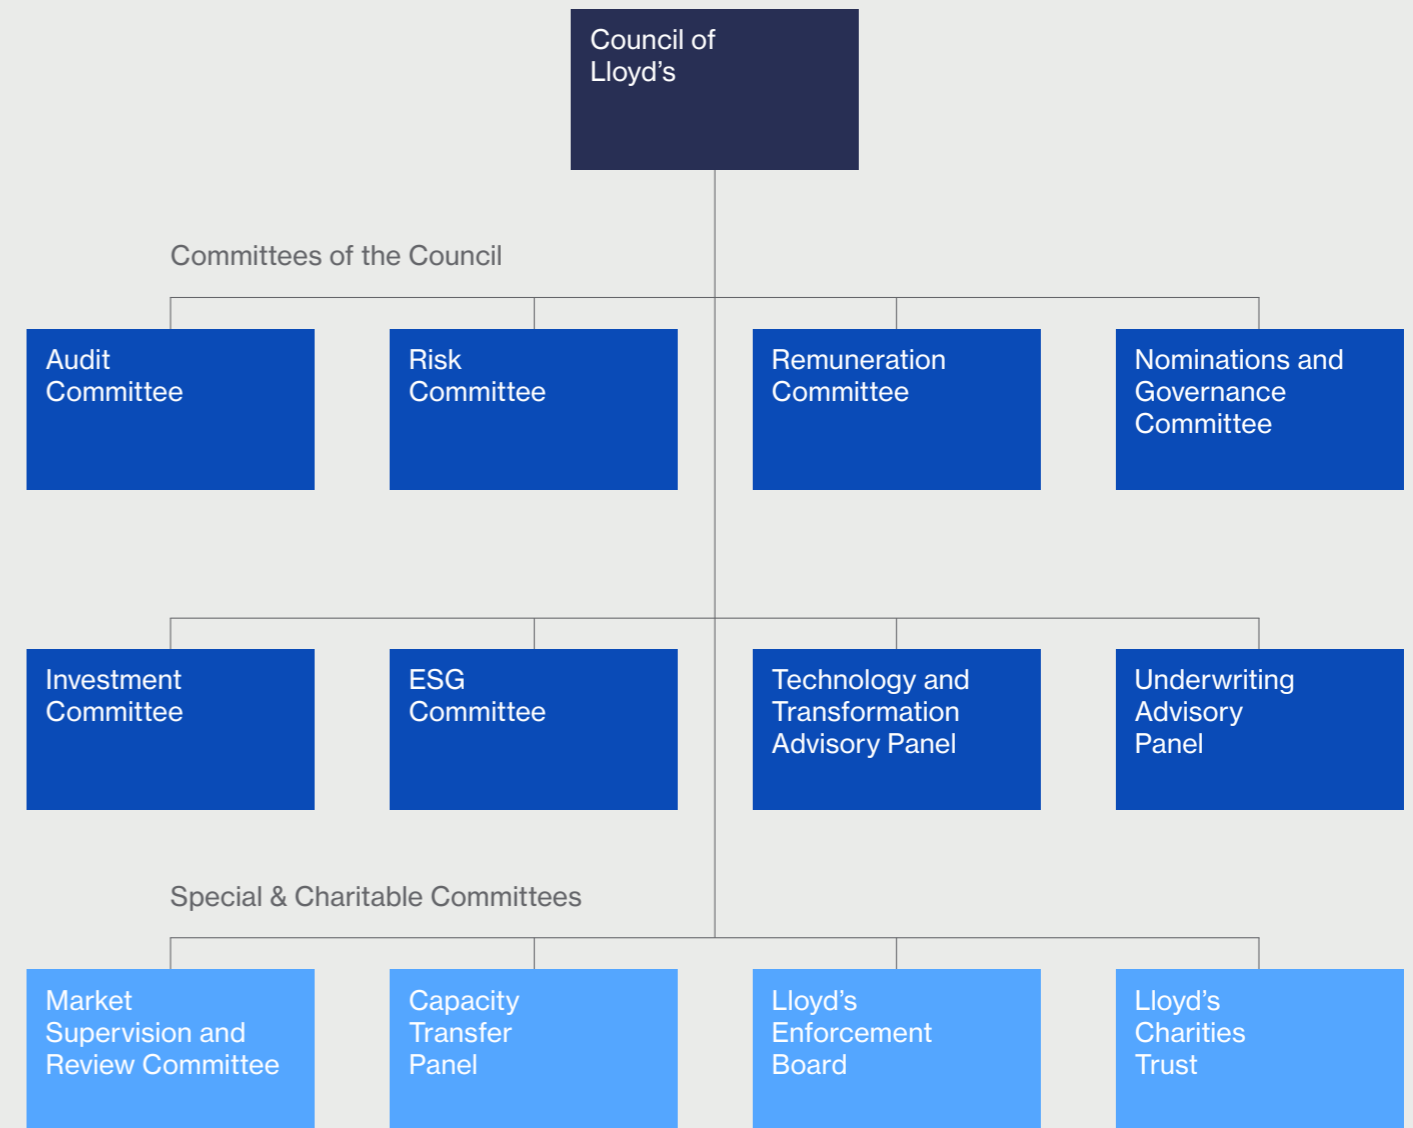 Council of
Lloyd’s
Committees of the Council
Audit
Committee
Risk
Committee
Remuneration
Committee
Nominations and
Governance
Committee
Investment
Committee
ESG
Committee
Technology and
Transformation
Advisory Panel
Underwriting
Advisory
Panel
Special & Charitable Committees
Market
Supervision and
Review Committee
Capacity
Transfer
Panel
Lloyd’s
Enforcement
Board
Lloyd’s
Charities
Trust